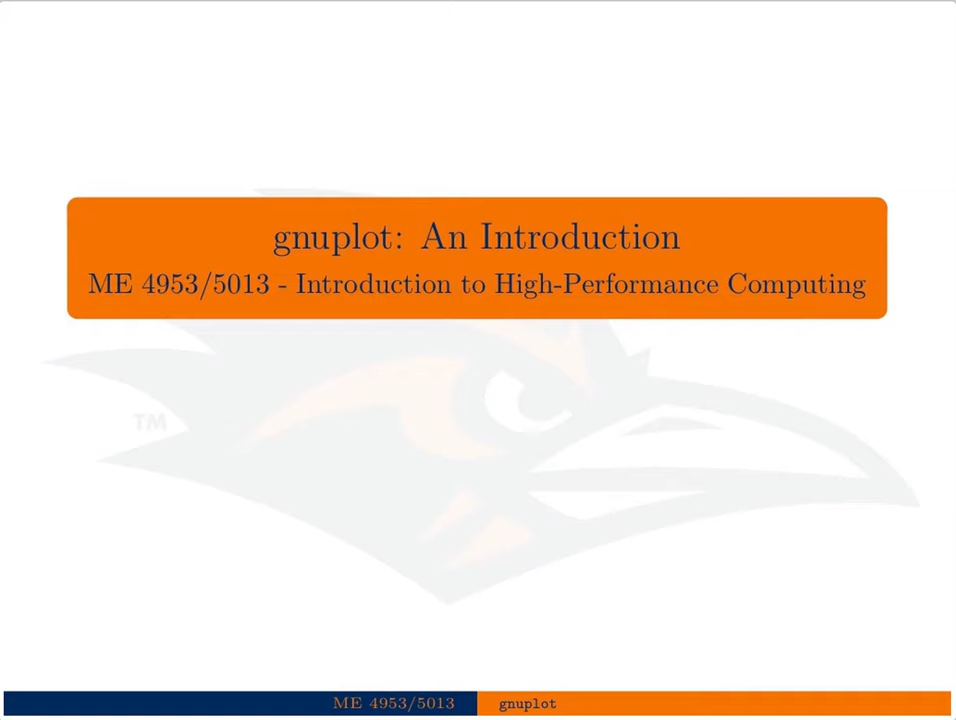 gnuplot: An Introduction
ME 4953/5013 - Introduction to High-Performance Computing
TM
ME 4953/5013
gnuplot